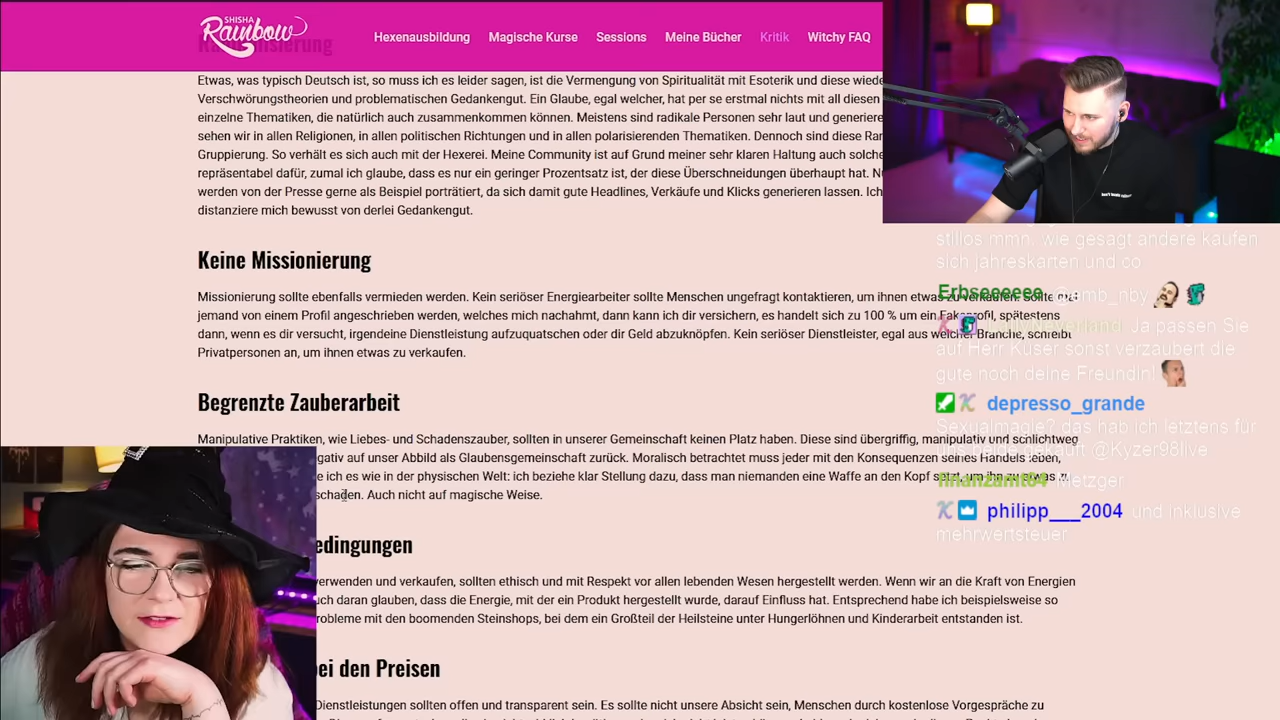 SHISHA
Rainbow
Hexenausbildung
Magische Kurse
Sessions
Meine Bücher
Kritik
Witchy FAQ
Etwas, was typisch Deutsch ist, so muss ich es leider sagen, ist die Vermengung von Spiritualität mit Esoterik und diese
Verschwörungstheorien und problematischen Gedankengut. Ein Glaube, egal welcher, hat per se erstmal nichts mit all diesen
einzelne Thematiken, die natürlich auch zusammenkommen können. Meistens sind radikale Personen sehr laut und
sehen wir in allen Religionen, in allen politischen Richtungen und in allen polarisierenden Thematiken. Dennoch sind diese
Gruppierung. So verhält es sich auch mit der Hexerei. Meine Community ist auf Grund meiner sehr klaren Haltung auch
repräsentabel dafür, zumal ich glaube, dass es nur ein geringer Prozentsatz ist, der diese Überschneidungen überhaupt hat.
werden von der Presse gerne als Beispiel porträtiert, da sich damit gute Headlines, Verkäufe und Klicks generieren lassen. Ich
distanziere mich bewusst von derlei Gedankengut.
Keine Missionierung
Missionierung sollte ebenfalls vermieden werden. Kein seriöser Energiearbeiter sollte Menschen ungefragt kontaktieren, um ihnen etwas zu verkaufen. Sollte
jemand von einem Profil angeschrieben werden, welches mich nachahmt, dann kann ich dir versichern, es handelt sich zu 100 % um ein Fakeprofil, spätestens
dann, wenn es dir versucht, irgendeine Dienstleistung aufzuquatschen oder dir Geld abzuknöpfen. Kein seriöser Dienstleister, egal aus welcher Branche, schreibt
Privatpersonen an, um ihnen etwas zu verkaufen.
Begrenzte Zauberarbeit
Manipulative Praktiken, wie Liebes- und Schadenszauber, sollten in unserer Gemeinschaft keinen Platz haben. Diese sind übergriffig, manipulativ und schlichtweg
gativ auf unser Abbild als Glaubensgemeinschaft zurück. Moralisch betrachtet muss jeder mit den Konsequenzen seines Handels leben,
e ich es wie in der physischen Welt: ich beziehe klar Stellung dazu, dass man niemanden eine Waffe an den Kopf setzt, um ihn zu etwas
schaden. Auch nicht auf magische Weise.
edingungen
verwenden und verkaufen, sollten ethisch und mit Respekt vor allen lebenden Wesen hergestellt werden. Wenn wir an die Kraft von Energien
uch daran glauben, dass die Energie, mit der ein Produkt hergestellt wurde, darauf Einfluss hat. Entsprechend habe ich beispielsweise so
robleme mit den boomenden Steinshops, bei dem ein Großteil der Heilsteine unter Hungerlöhnen und Kinderarbeit entstanden ist.
bei den Preisen
Dienstleistungen sollten offen und transparent sein. Es sollte nicht unsere Absicht sein, Menschen durch kostenlose Vorgespräche zu
stillos mmn. wie gesagt andere kaufen
sich jahreskarten und co
Erbseeeeee @emb_nby
Ja passen Sie
auf Herr Küser sonst verzaubert die
gute noch deine Freundin!
depresso_grande
Sexualmagie? das hab ich letztens für
uns beide gekauft @Kyzer98live
finanzamt64 Metzger
philipp___2004 und inklusive
mehrwertsteuer